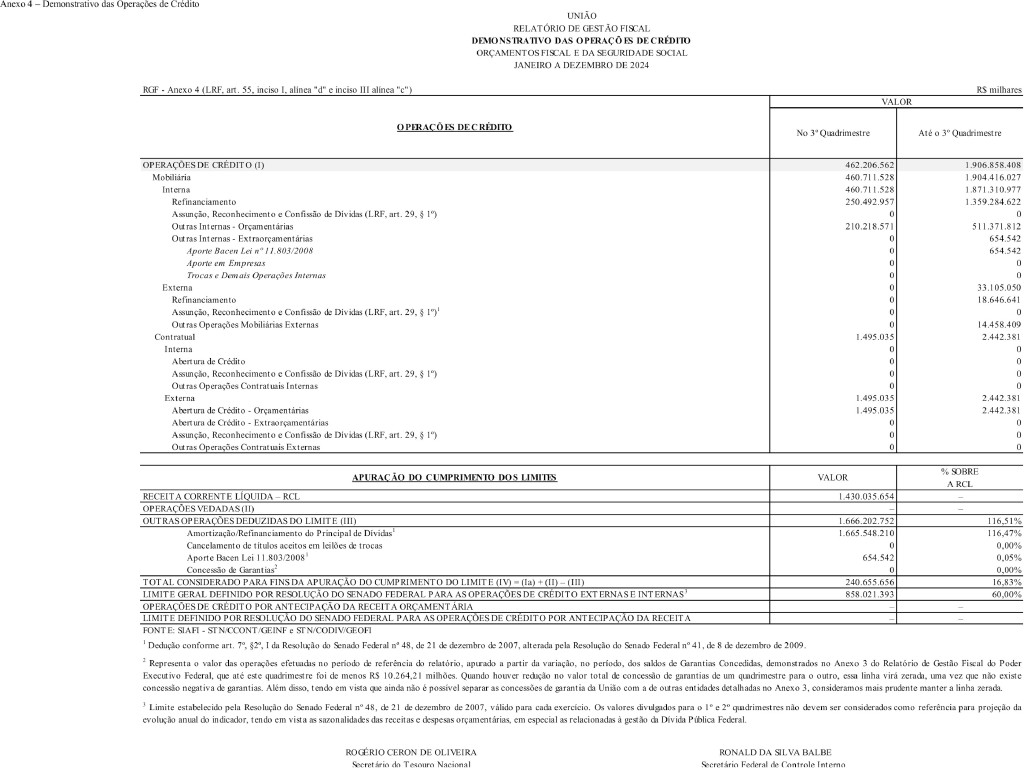 Anexo 4 – Demonstrativo das Operações de Crédito
UNIÃO
RELATÓRIO DE GESTÃO FISCAL
DEMONSTRATIVO DAS OPERAÇÕES DE CRÉDITO
ORÇAMENTOS FISCAL E DA SEGURIDADE SOCIAL
JANEIRO A DEZEMBRO DE 2024
RGF - Anexo 4 (LRF, art. 55, inciso I, alínea "d" e inciso III alínea "c") R$ milhares
OPERAÇÕES DE CRÉDITO VALOR
No 3º Quadrimestre Até o 3º Quadrimestre
OPERAÇÕES DE CRÉDITO (I) 462.206.562 1.906.858.408
Mobiliária 460.711.528 1.904.416.027
Interna 460.711.528 1.871.310.977
Refinanciamento 250.492.957 1.359.284.622
Assunção, Reconhecimento e Confissão de Dívidas (LRF, art. 29, § 1º) 0 0
Outras Internas - Orçamentárias 210.218.571 511.371.812
Outras Internas - Extraorçamentárias 0 654.542
Aporte Bacen Lei nº 11.803/2008 0 654.542
Aporte em Empresas 0 0
Trocas e Demais Operações Internas 0 0
Externa 0 33.105.050
Refinanciamento 0 18.646.641
Assunção, Reconhecimento e Confissão de Dívidas (LRF, art. 29, § 1º)¹ 0 0
Outras Operações Mobiliárias Externas 0 14.458.409
Contratual 1.495.035 2.442.381
Interna 0 0
Abertura de Crédito 0 0
Assunção, Reconhecimento e Confissão de Dívidas (LRF, art. 29, § 1º) 0 0
Outras Operações Contratuais Internas 0 0
Externa 1.495.035 2.442.381
Abertura de Crédito - Orçamentárias 1.495.035 2.442.381
Abertura de Crédito - Extraorçamentárias 0 0
Assunção, Reconhecimento e Confissão de Dívidas (LRF, art. 29, § 1º) 0 0
Outras Operações Contratuais Externas 0 0
APURAÇÃO DO CUMPRIMENTO DOS LIMITES VALOR % SOBRE
A RCL
RECEITA CORRENTE LÍQUIDA – RCL 1.430.035.654 –
OPERAÇÕES VEDADAS (II) – –
OUTRAS OPERAÇÕES DEDUZIDAS DO LIMITE (III) 1.666.202.752 116,51%
Amortização/Refinanciamento do Principal de Dívidas¹ 1.665.548.210 116,47%
Cancelamento de títulos aceitos em leilões de trocas 0 0,00%
Aporte Bacen Lei 11.803/2008¹ 654.542 0,05%
Concessão de Garantias² 0 0,00%
TOTAL CONSIDERADO PARA FINS DA APURAÇÃO DO CUMPRIMENTO DO LIMITE (IV) = (Ia) + (II) – (III) 240.655.656 16,83%
LIMITE GERAL DEFINIDO POR RESOLUÇÃO DO SENADO FEDERAL PARA AS OPERAÇÕES DE CRÉDITO EXTERNAS E INTERNAS³ 858.021.393 60,00%
OPERAÇÕES DE CRÉDITO POR ANTECIPAÇÃO DA RECEITA ORÇAMENTÁRIA – –
LIMITE DEFINIDO POR RESOLUÇÃO DO SENADO FEDERAL PARA AS OPERAÇÕES DE CRÉDITO POR ANTECIPAÇÃO DA RECEITA – –
FONTE: SIAFI - STN/CCONT/GEINF e STN/CODIV/GEOFI
¹ Dedução conforme art. 7º, §2º, I da Resolução do Senado Federal nº 48, de 21 de dezembro de 2007, alterada pela Resolução do Senado Federal nº 41, de 8 de dezembro de 2009.
² Representa o valor das operações efetuadas no período de referência do relatório, apurado a partir da variação, no período, dos saldos de Garantias Concedidas, demonstrados no Anexo 3 do Relatório de Gestão Fiscal do Poder
Executivo Federal, que até este quadrimestre foi de menos R$ 10.264,21 milhões. Quando houver redução no valor total de concessão de garantias de um quadrimestre para o outro, essa linha virá zerada, uma vez que não existe
concessão negativa de garantias. Além disso, tendo em vista que ainda não é possível separar as concessões de garantia da União com a de outras entidades detalhadas no Anexo 3, consideramos mais prudente manter a linha zerada.
³ Limite estabelecido pela Resolução do Senado Federal nº 48, de 21 de dezembro de 2007, válido para cada exercício. Os valores divulgados para o 1º e 2º quadrimestres não devem ser considerados como referência para projeção da
evolução anual do indicador, tendo em vista as sazonalidades das receitas e despesas orçamentárias, em especial as relacionadas à gestão da Dívida Pública Federal.
ROGÉRIO CERON DE OLIVEIRA RONALD DA SILVA BALBE
Secretário do Tesouro Nacional Secretário Federal de Controle Interno